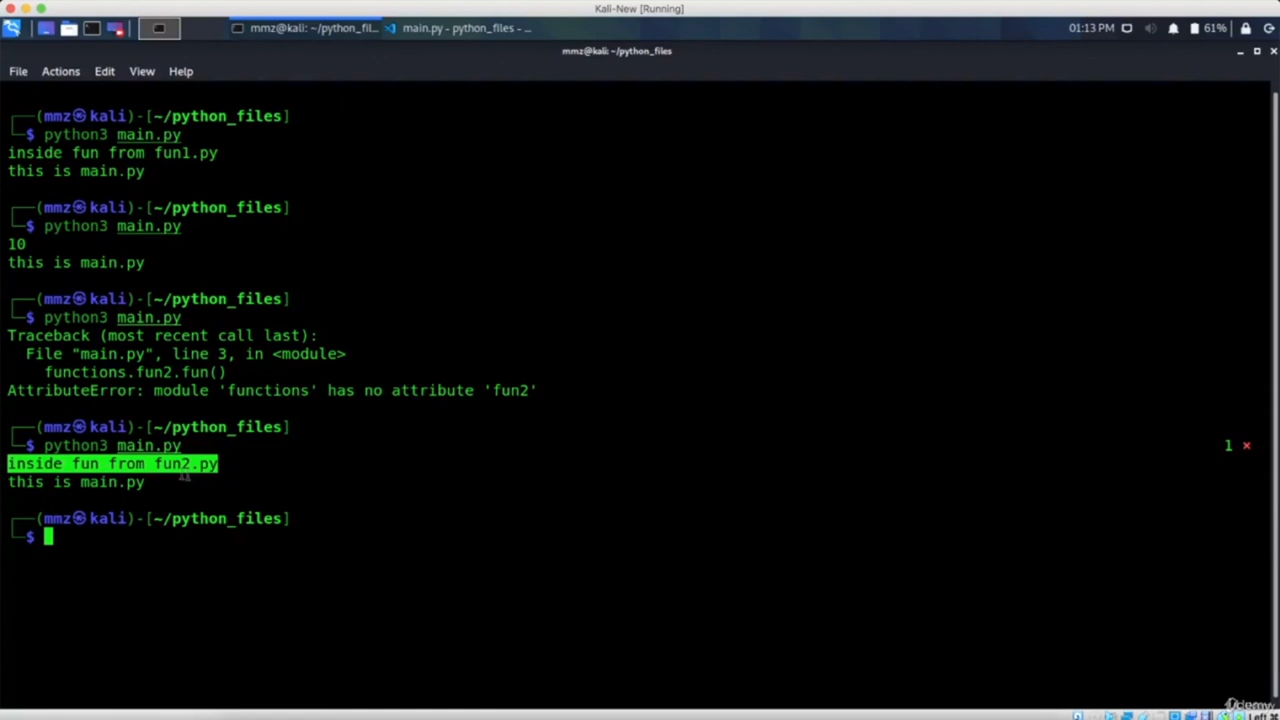 Kali-New [Running]
mmz@kali: ~/python_fil...
main.py - python_files - ...
01:13 PM
61%
mmz@kali: ~/python_files
File Actions Edit View Help
(mmz㉿kali)-[~/python_files]
$ python3 main.py
inside fun from fun1.py
this is main.py
(mmz㉿kali)-[~/python_files]
$ python3 main.py
10
this is main.py
(mmz㉿kali)-[~/python_files]
$ python3 main.py
Traceback (most recent call last):
File "main.py", line 3, in <module>
functions.fun2.fun()
AttributeError: module 'functions' has no attribute 'fun2'
(mmz㉿kali)-[~/python_files]
$ python3 main.py 1 ⨯
inside fun from fun2.py
this is main.py
(mmz㉿kali)-[~/python_files]
$
Udemy
Left ⌘